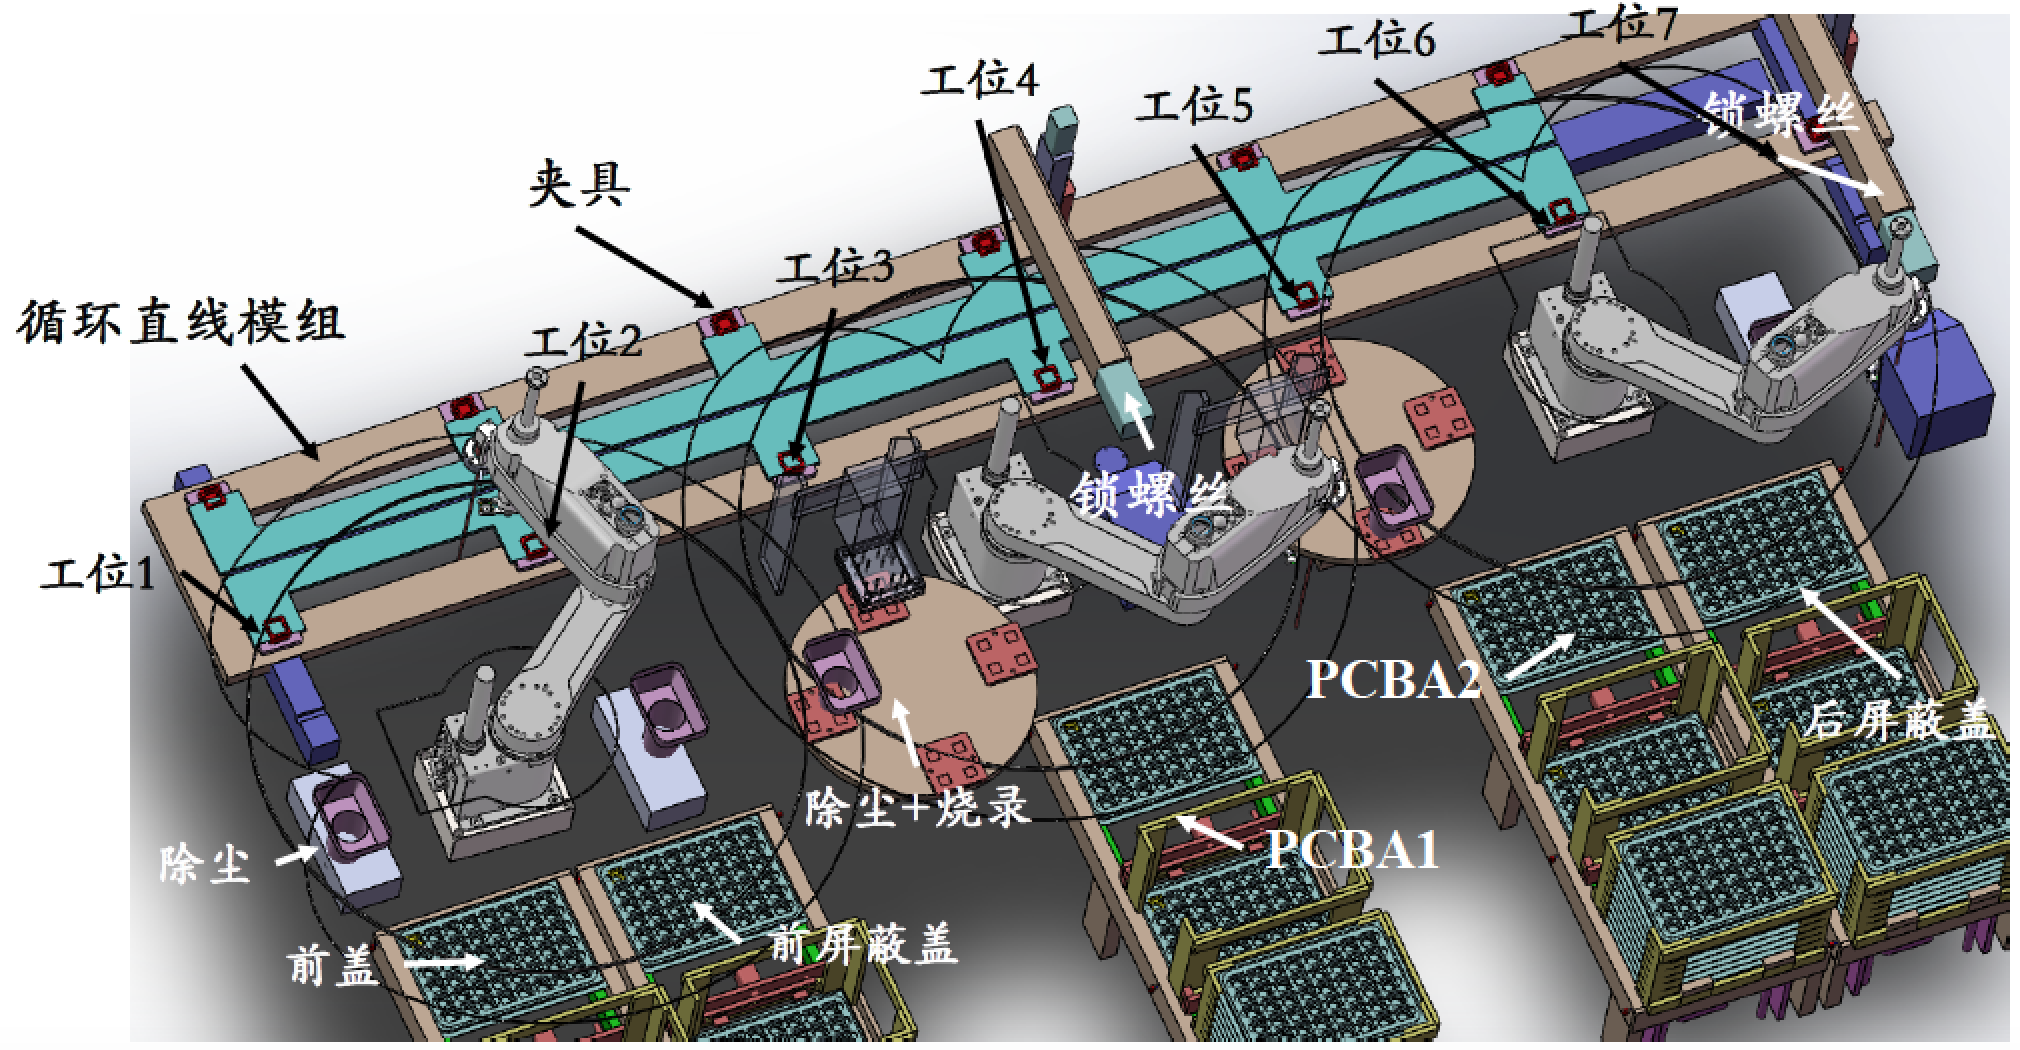 工位7
工位6
工位4
工位5
锁螺丝
夹具
工位3
循环直线模组
工位2
锁螺丝
工位1
PCBA2
后屏蔽盖
除尘+烧录
PCBA1
除尘
前屏蔽盖
前盖